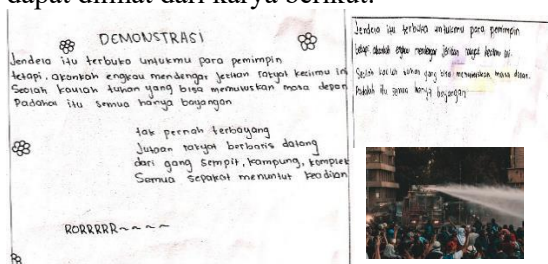 dapat dilihat dari karya berikut:
DEMONSTRASI
Jendela itu terbuka untukmu para pemimpin
tetapi, akankah engkau mendengar jeritan rakyat kecilmu ini
Seolah kaulah tuhan yang bisa memutuskan masa depan
Padahal itu semua hanya bayangan
tak pernah terbayang
Jutaan rakyat berbaris datang
dari gang sempit, kampung, komplek
Semua sepakat menuntut keadilan
RORRRRR~~~~
Jendela itu terbuka untukmu para pemimpin
tetapi, akankah engkau mendengar jeritan rakyat kecilmu ini.
Seolah kaulah tuhan yang bisa memutuskan masa depan.
Padahal itu semua hanya bayangan